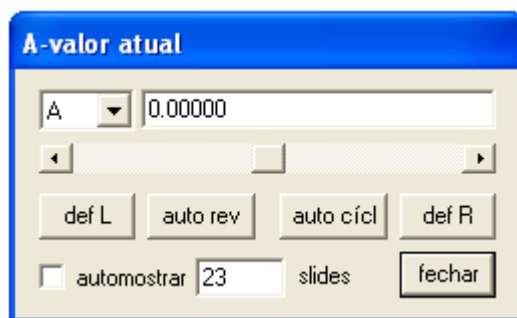 A-valor atual
A 0.00000
def L auto rev auto cícl def R
automostrar 23 slides fechar